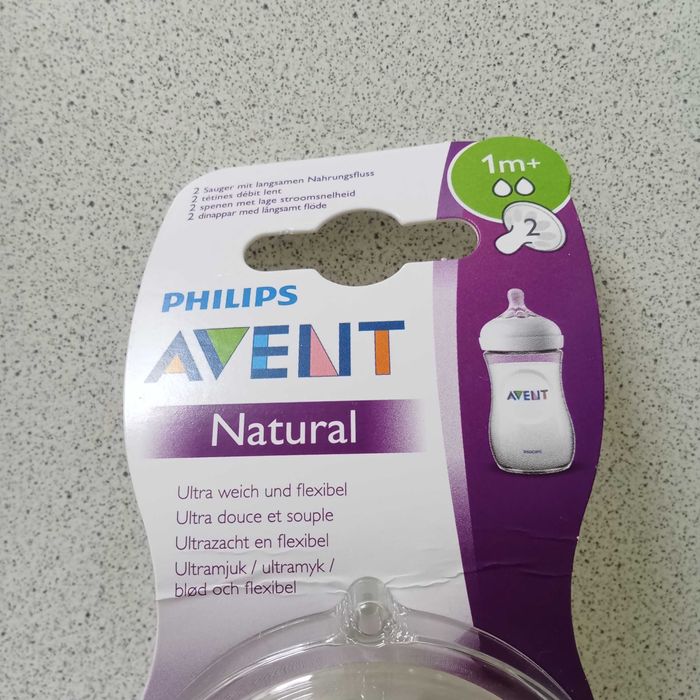 2 Sauger mit langsamen Nahrungsfluss
2 tétines débit lent
2 spenen met lage stroomsnelheid
2 dinappar med långsamt flöde
1m+
2
PHILIPS
AVENT
Natural
AVENT
Ultra weich und flexibel
Ultra douce et souple
Ultrazacht en flexibel
Ultramjuk / ultramyk /
blød och flexibel